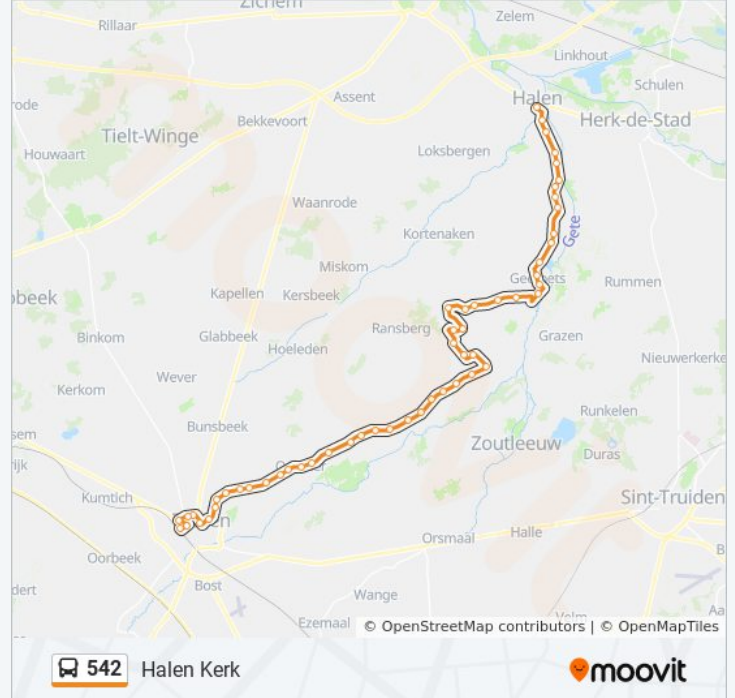 Zichem
Zelem
Rillaar
Linkhout
Schulen
Assent
Halen
Bekkevoort
Herk-de-Stad
Tielt-Winge
Houwaart
Loksbergen
Waanrode
Kortenaken
Gete
Miskom
Rummen
Kapellen
Kersbeek
Ransberg
Binkom
Glabbeek
Grazen
Hoeleden
Nieuwerkerke
Wever
Kerkom
Runkelen
Bunsbeek
Zoutleeuw
Duras
Kumtich
Sint-Truiden
Orsmaal
Halle
Oorbeek
Bost
Wange
Ezemaal
© OpenStreetMap contributors | © OpenMapTiles
542 Halen Kerk
moovit